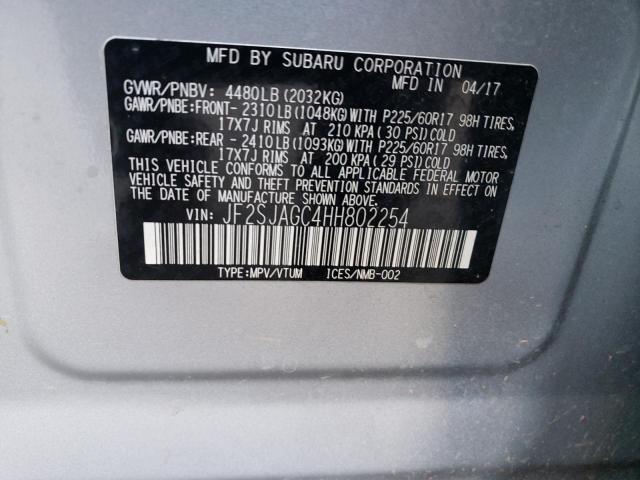 MFD BY SUBARU CORPORATION
MFD IN 04/17
GVWR/PNBV: 4480LB (2032KG)
GAWR/PNBE:FRONT- 2310LB(1048KG)WITH P225/60R17 98H TIRES,
17X7J RIMS AT 210 KPA(30 PSI)COLD
GAWR/PNBE:REAR - 2410LB(1093KG)WITH P225/60R17 98H TIRES,
17X7J RIMS AT 200 KPA(29 PSI)COLD
THIS VEHICLE CONFORMS TO ALL APPLICABLE FEDERAL MOTOR
VEHICLE SAFETY AND THEFT PREVENTION STANDARDS IN EFFECT ON
THE DATE OF MANUFACTURE SHOWN ABOVE.
VIN: JF2SJAGC4HH802254
TYPE:MPV/VTUM ICES/NMB-002